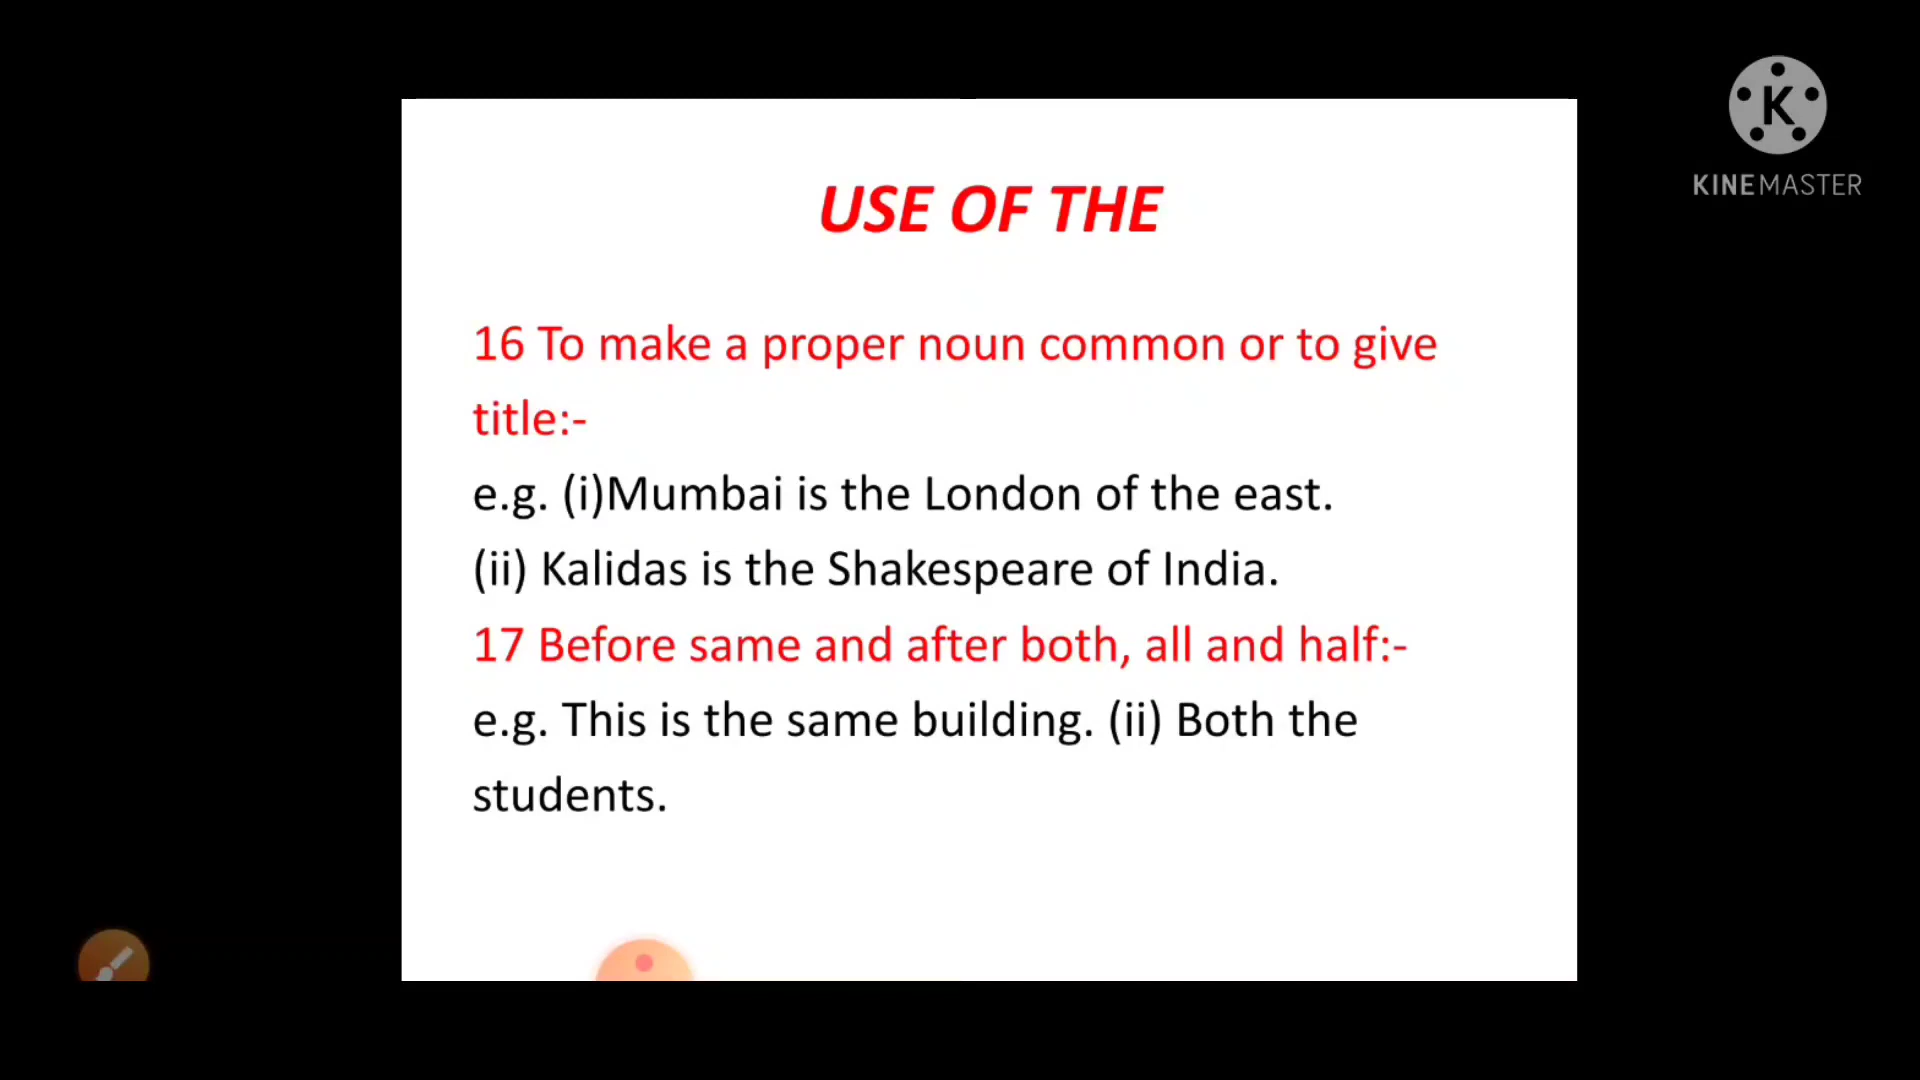 K
KINEMASTER
USE OF THE
16 To make a proper noun common or to give
title:-
e.g. (i)Mumbai is the London of the east.
(ii) Kalidas is the Shakespeare of India.
17 Before same and after both, all and half:-
e.g. This is the same building. (ii) Both the
students.